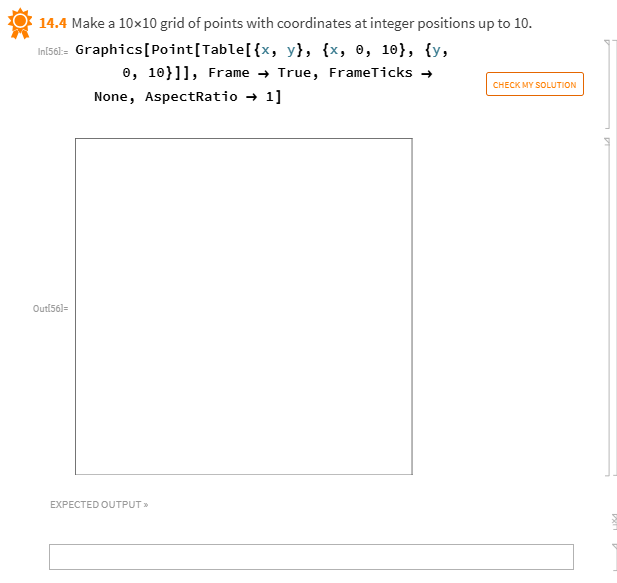 14.4 Make a 10×10 grid of points with coordinates at integer positions up to 10.
In[56]:= Graphics[Point[Table[{x, y}, {x, 0, 10}, {y,
0, 10}]], Frame → True, FrameTicks →
None, AspectRatio → 1]
CHECK MY SOLUTION
Out[56]=
EXPECTED OUTPUT »